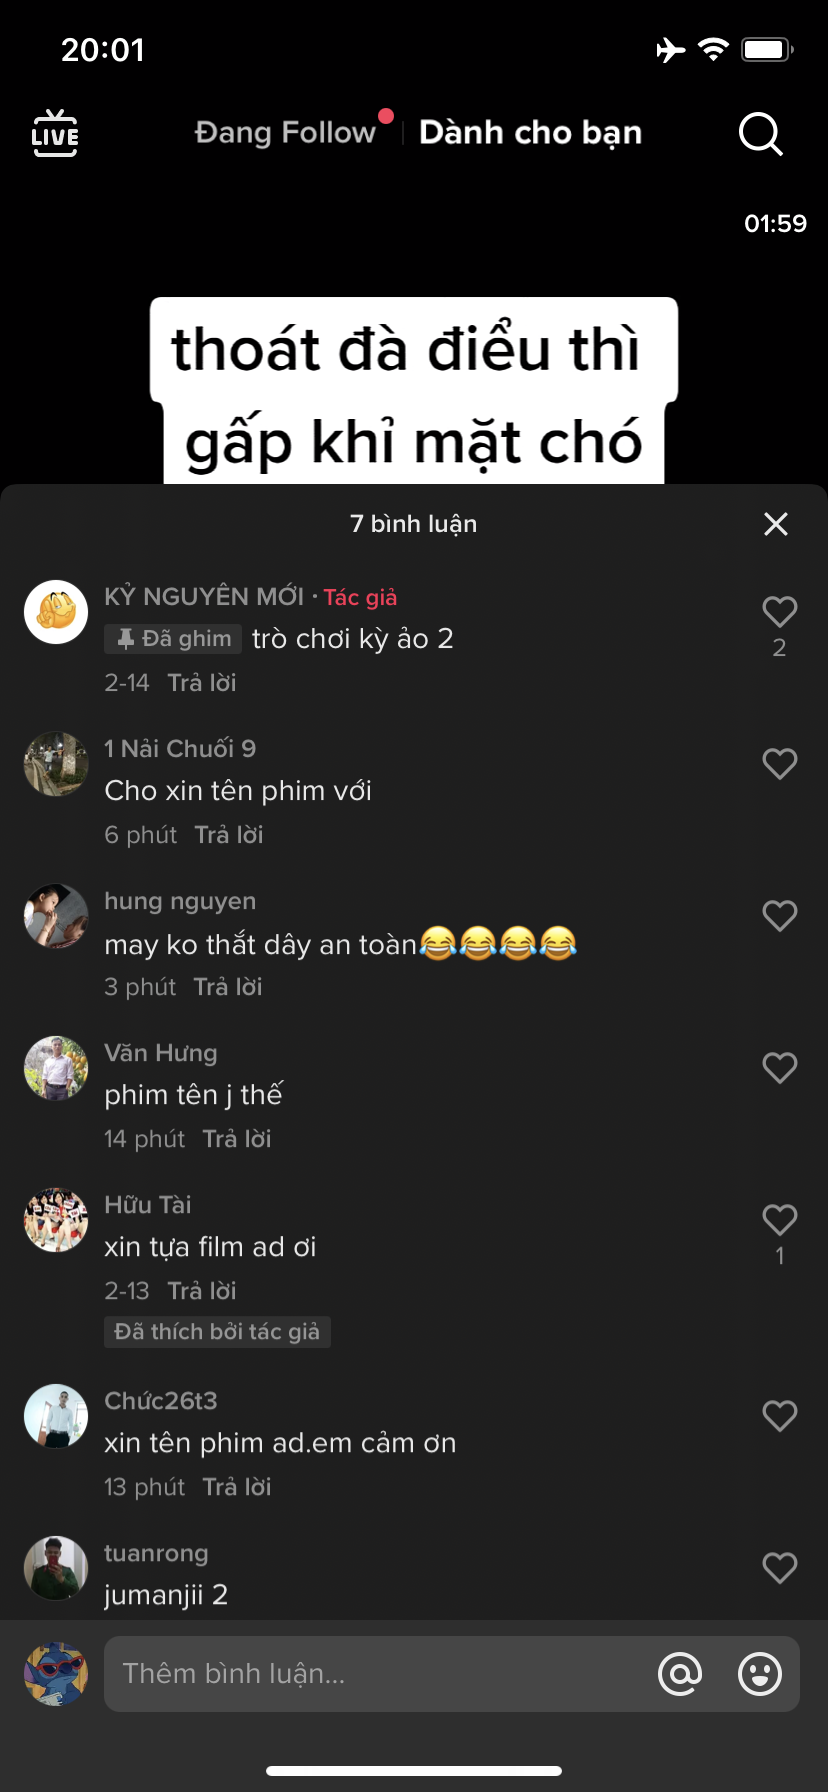 20:01
LIVE
Đang Follow
Dành cho bạn
01:59
thoát đà điểu thì
gấp khỉ mặt chó
7 bình luận
KỶ NGUYÊN MỚI · Tác giả
Đã ghim trò chơi kỳ ảo 2
2
2-14 Trả lời
1 Nải Chuối 9
Cho xin tên phim với
6 phút Trả lời
hung nguyen
may ko thắt dây an toàn😂😂😂😂
3 phút Trả lời
Văn Hưng
phim tên j thế
14 phút Trả lời
Hữu Tài
xin tựa film ad ơi
1
2-13 Trả lời
Đã thích bởi tác giả
Chức26t3
xin tên phim ad.em cảm ơn
13 phút Trả lời
tuanrong
jumanjii 2
Thêm bình luận...